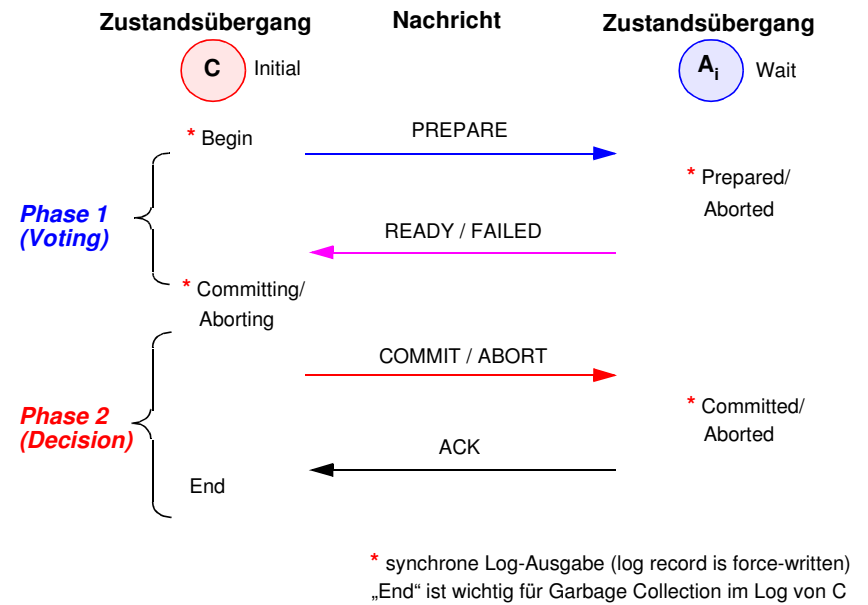 Zustandsübergang Nachricht Zustandsübergang
C Initial
Ai Wait
* Begin
PREPARE
* Prepared/
Aborted
Phase 1
(Voting)
READY / FAILED
* Committing/
Aborting
COMMIT / ABORT
* Committed/
Aborted
Phase 2
(Decision)
ACK
End
* synchrone Log-Ausgabe (log record is force-written)
„End“ ist wichtig für Garbage Collection im Log von C